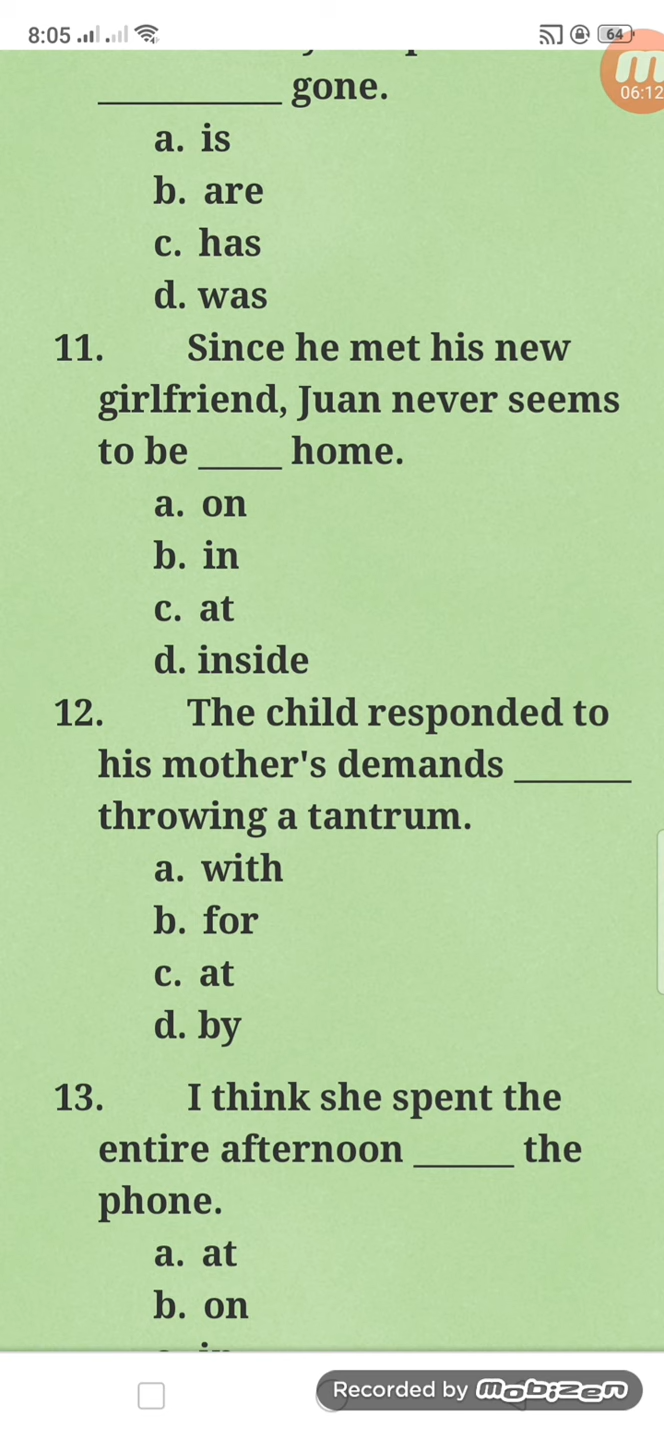 8:05 64
06:12
__________ gone.
a. is
b. are
c. has
d. was
11. Since he met his new
girlfriend, Juan never seems
to be _____ home.
a. on
b. in
c. at
d. inside
12. The child responded to
his mother's demands _______
throwing a tantrum.
a. with
b. for
c. at
d. by
13. I think she spent the
entire afternoon ______ the
phone.
a. at
b. on
Recorded by mobizen